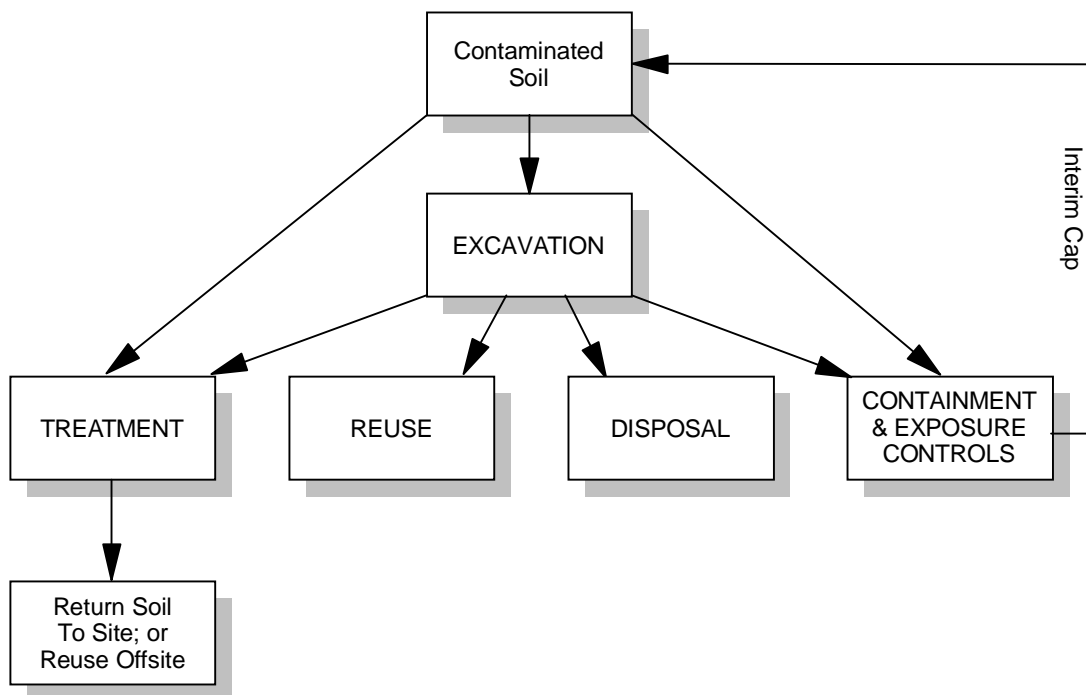 Contaminated
Soil
Interim Cap
EXCAVATION
TREATMENT
REUSE
DISPOSAL
CONTAINMENT
& EXPOSURE
CONTROLS
Return Soil
To Site; or
Reuse Offsite